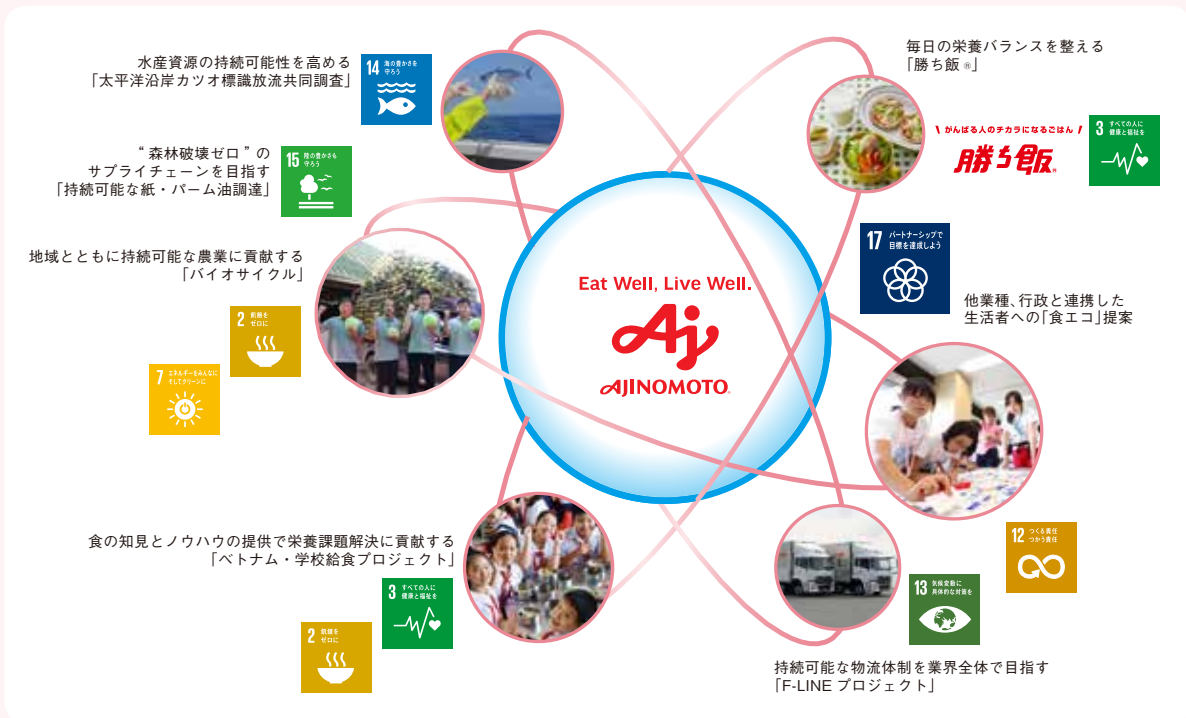 水産資源の持続可能性を高める
「太平洋沿岸カツオ標識放流共同調査」
14 海の豊かさを
守ろう
“森林破壊ゼロ”の
サプライチェーンを目指す
「持続可能な紙・パーム油調達」
15 陸の豊かさも
守ろう
地域とともに持続可能な農業に貢献する
「バイオサイクル」
2 飢餓を
ゼロに
7 エネルギーをみんなに
そしてクリーンに
毎日の栄養バランスを整える
「勝ち飯®」
\ がんばる人のチカラになるごはん /
勝ち飯®
3 すべての人に
健康と福祉を
17 パートナーシップで
目標を達成しよう
他業種、行政と連携した
生活者への「食エコ」提案
Eat Well, Live Well.
Aj
AJINOMOTO®
12 つくる責任
つかう責任
食の知見とノウハウの提供で栄養課題解決に貢献する
「ベトナム・学校給食プロジェクト」
3 すべての人に
健康と福祉を
2 飢餓を
ゼロに
13 気候変動に
具体的な対策を
持続可能な物流体制を業界全体で目指す
「F-LINE プロジェクト」